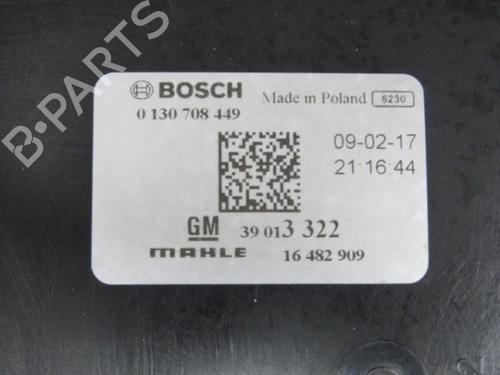 B-PARTS
BOSCH Made in Poland 6230
0 130 708 449
09-02-17
21:16:44
GM 39 013 322
MAHLE 16 482 909